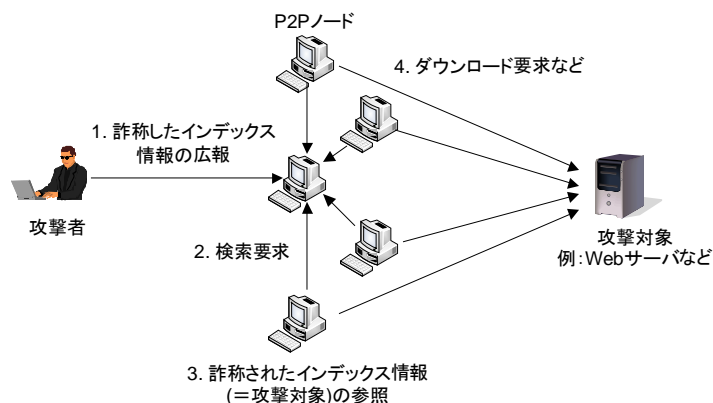 P2Pノード
4. ダウンロード要求など
1. 詐称したインデックス
情報の広報
攻撃者
2. 検索要求
攻撃対象
例:Webサーバなど
3. 詐称されたインデックス情報
(＝攻撃対象)の参照